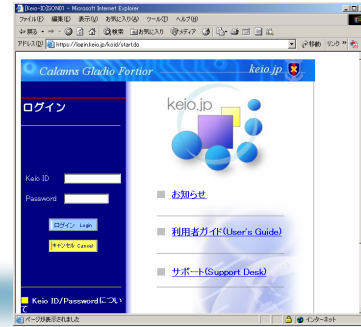 [Keio-ID]SON01 - Microsoft Internet Explorer
ファイル(F) 編集(E) 表示(V) お気に入り(A) ツール(T) ヘルプ(H)
戻る 検索 お気に入り メディア
アドレス(D) https://login.keio.jp/koid/start.do 移動 リンク
Calamvs Gladio Fortior keio.jp
ログイン
keio.jp
Keio ID
Password
ログイン Login
キャンセル Cancel
お知らせ
利用者ガイド(User's Guide)
サポート(Support Desk)
Keio ID/Passwordについ
て
ページが表示されました インターネット